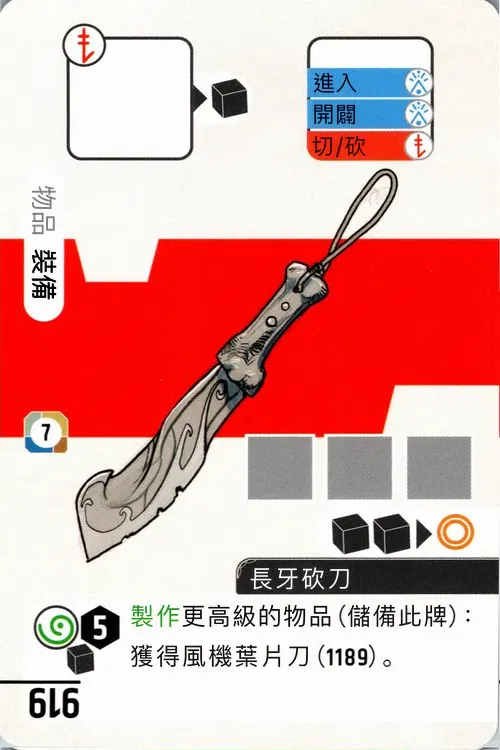 進入
開闢
切/砍
物品 裝備
7
長牙砍刀
5 製作更高級的物品(儲備此牌):
獲得風機葉片刀(1189)。
919